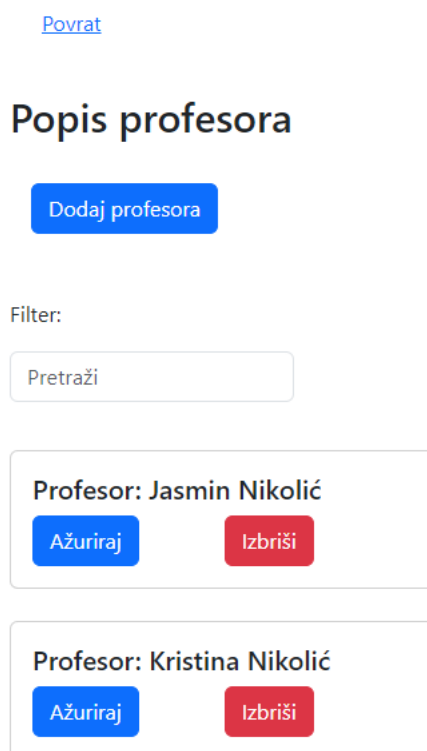 Povrat
Popis profesora
Dodaj profesora
Filter:
Pretraži
Profesor: Jasmin Nikolić
Ažuriraj Izbriši
Profesor: Kristina Nikolić
Ažuriraj Izbriši